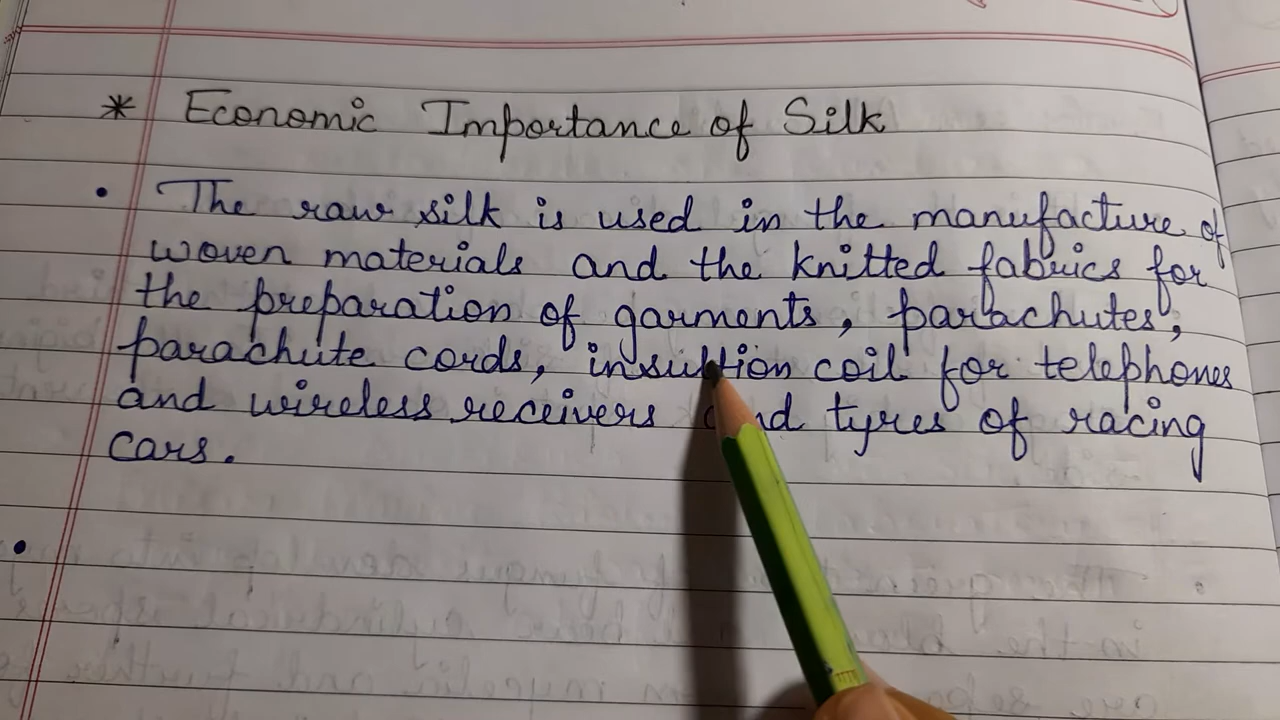 * Economic Importance of Silk
• The raw silk is used in the manufacture of
woven materials and the knitted fabrics for
the preparation of garments, parachutes,
parachute cords, coil for telephones
and wireless receivers and tyres of racing
cars.